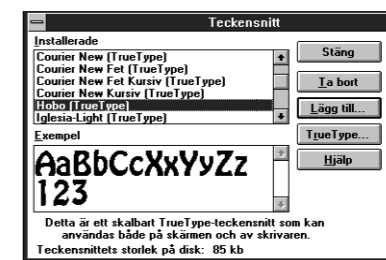 Teckensnitt
Installerade
Courier New (TrueType)
Courier New Fet (TrueType)
Courier New Fet Kursiv (TrueType)
Courier New Kursiv (TrueType)
Hobo (TrueType)
Iglesia-Light (TrueType)
Stäng
Ta bort
Lägg till...
TrueType...
Hjälp
Exempel
AaBbCcXxYyZz
123
Detta är ett skalbart TrueType-teckensnitt som kan
användas både på skärmen och av skrivaren.
Teckensnittets storlek på disk: 85 kb